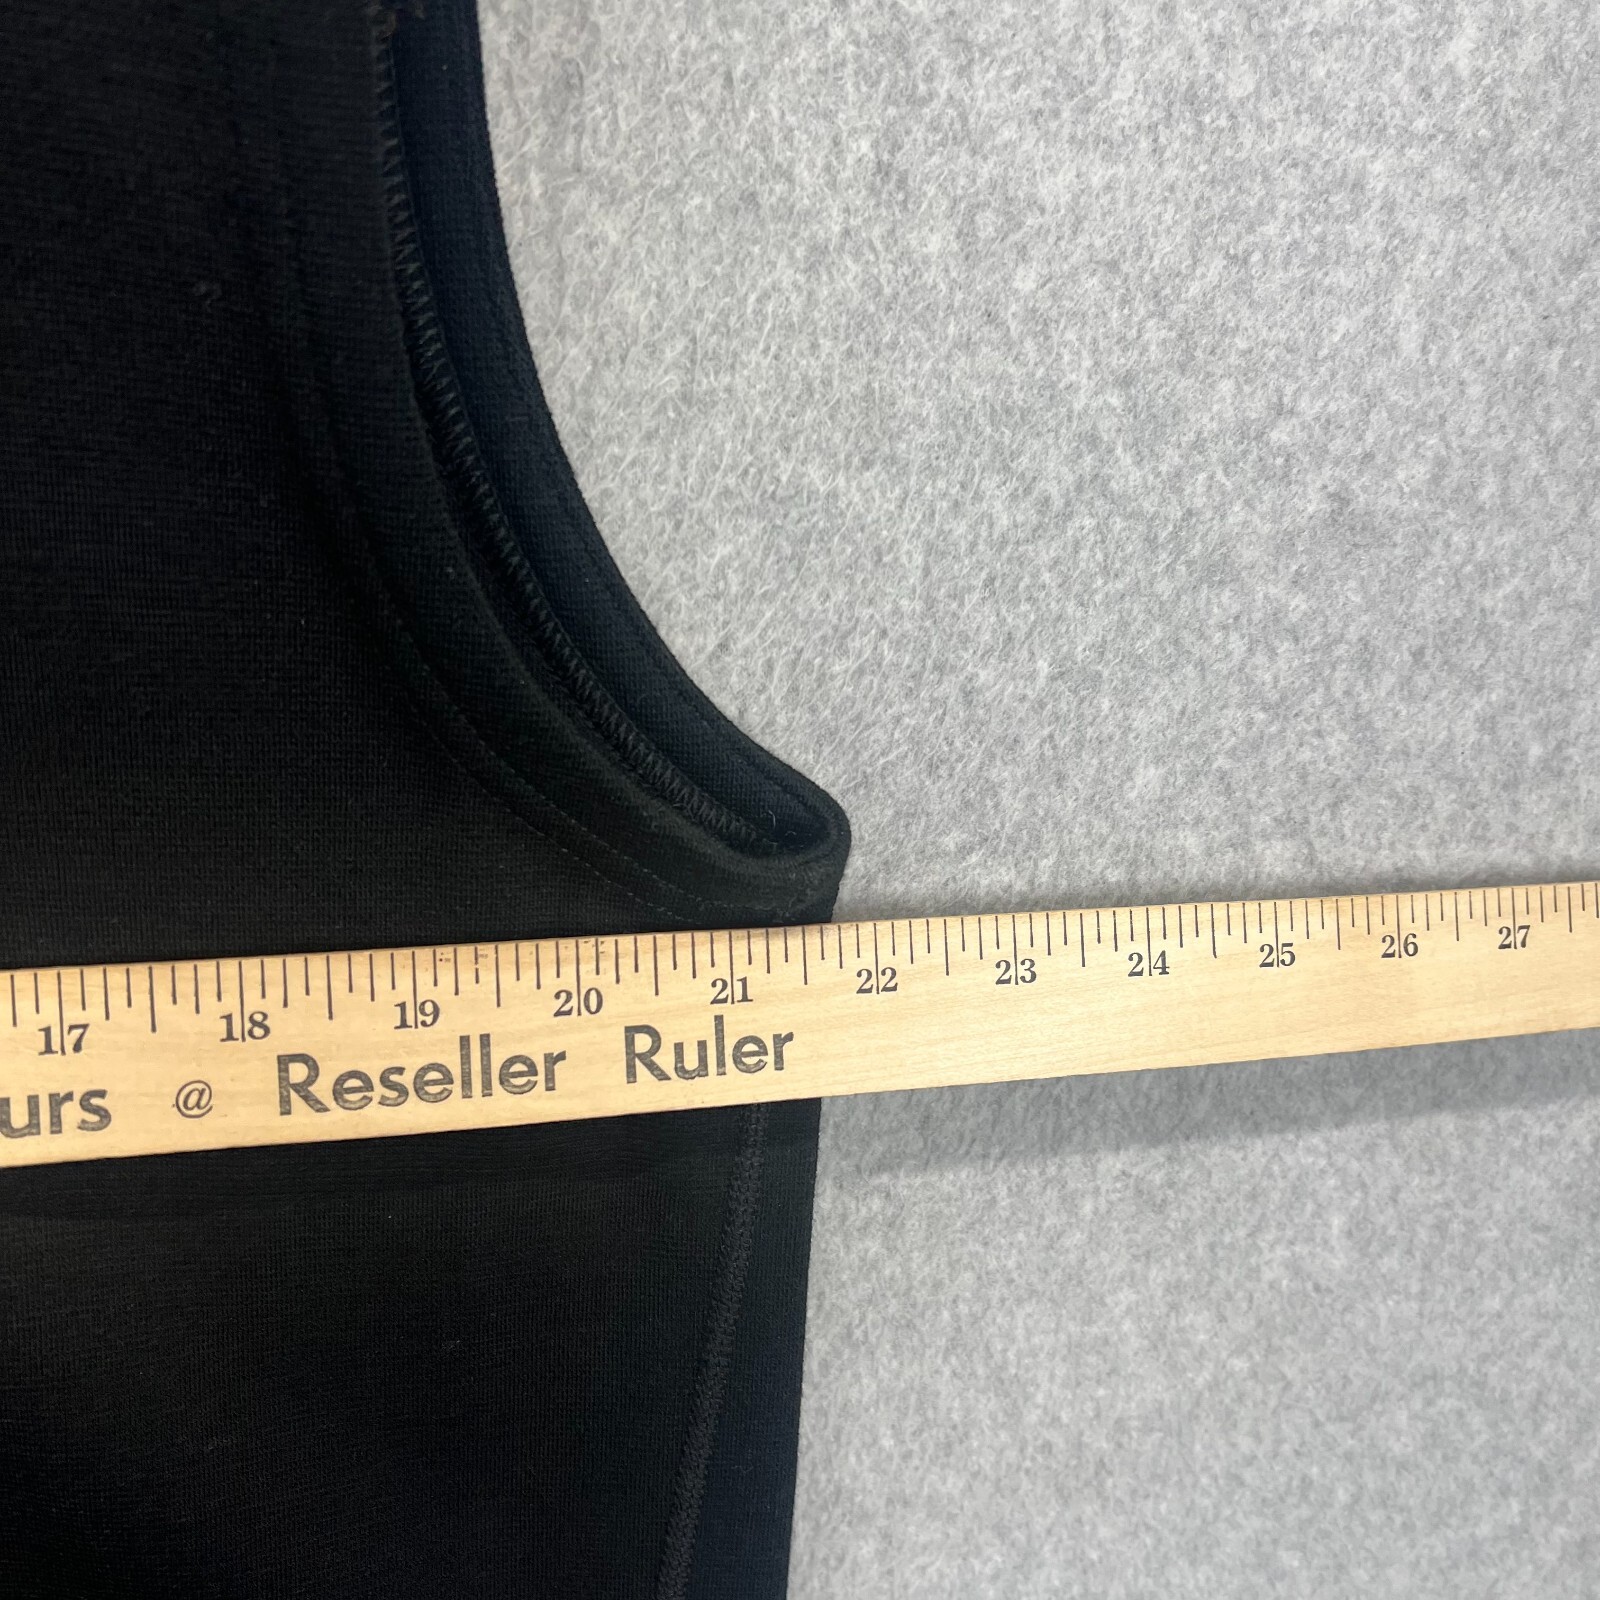 17 18 19 20 21 22 23 24 25 26 27
urs @ Reseller Ruler